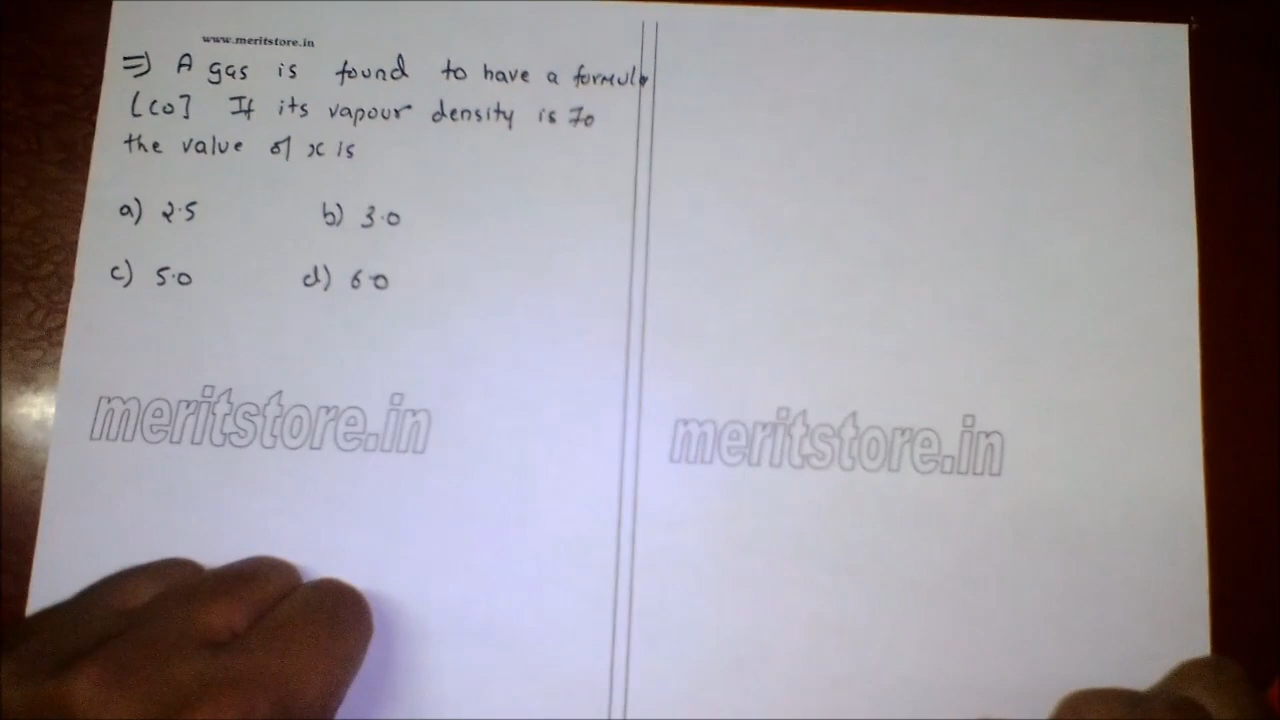 www.meritstore.in
⇒) A gas is found to have a formula
[CO] If its vapour density is 70
the value of x is
a) 2.5 b) 3.0
c) 5.0 d) 6.0
meritstore.in meritstore.in